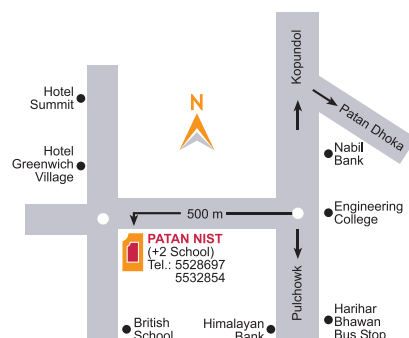 Kopundol
Patan Dhoka
Hotel
Summit
N
Hotel
Greenwich
Village
Nabil
Bank
500 m
Engineering
College
PATAN NIST
(+2 School)
Tel.: 5528697
5532854
Pulchowk
British
School
Himalayan
Bank
Harihar
Bhawan
Bus Stop